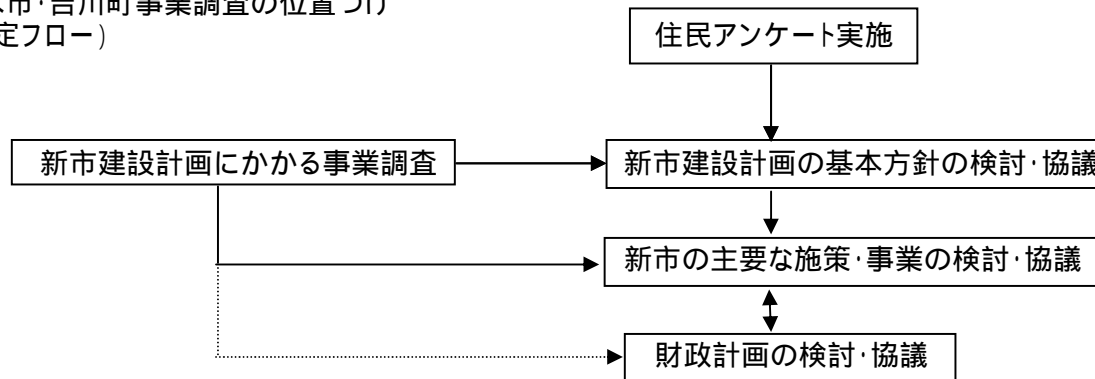 市・合川町事業調査の位置づけ
定フロー)
住民アンケート実施
新市建設計画にかかる事業調査
新市建設計画の基本方針の検討・協議
新市の主要な施策・事業の検討・協議
財政計画の検討・協議